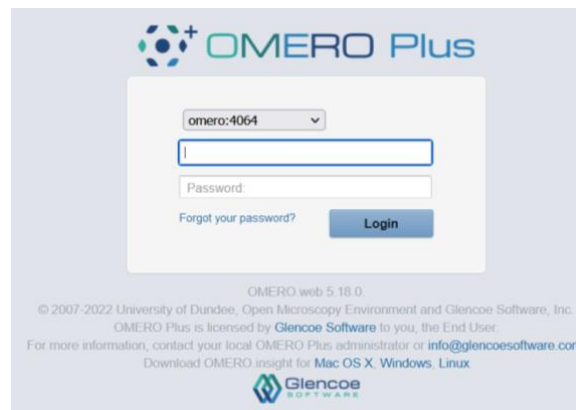 OMERO Plus
omero:4064
Password:
Forgot your password? Login
OMERO.web 5.18.0.
© 2007-2022 University of Dundee, Open Microscopy Environment and Glencoe Software, Inc.
OMERO Plus is licensed by Glencoe Software to you, the End User.
For more information, contact your local OMERO Plus administrator or info@glencoesoftware.com
Download OMERO.insight for Mac OS X, Windows, Linux
Glencoe
SOFTWARE